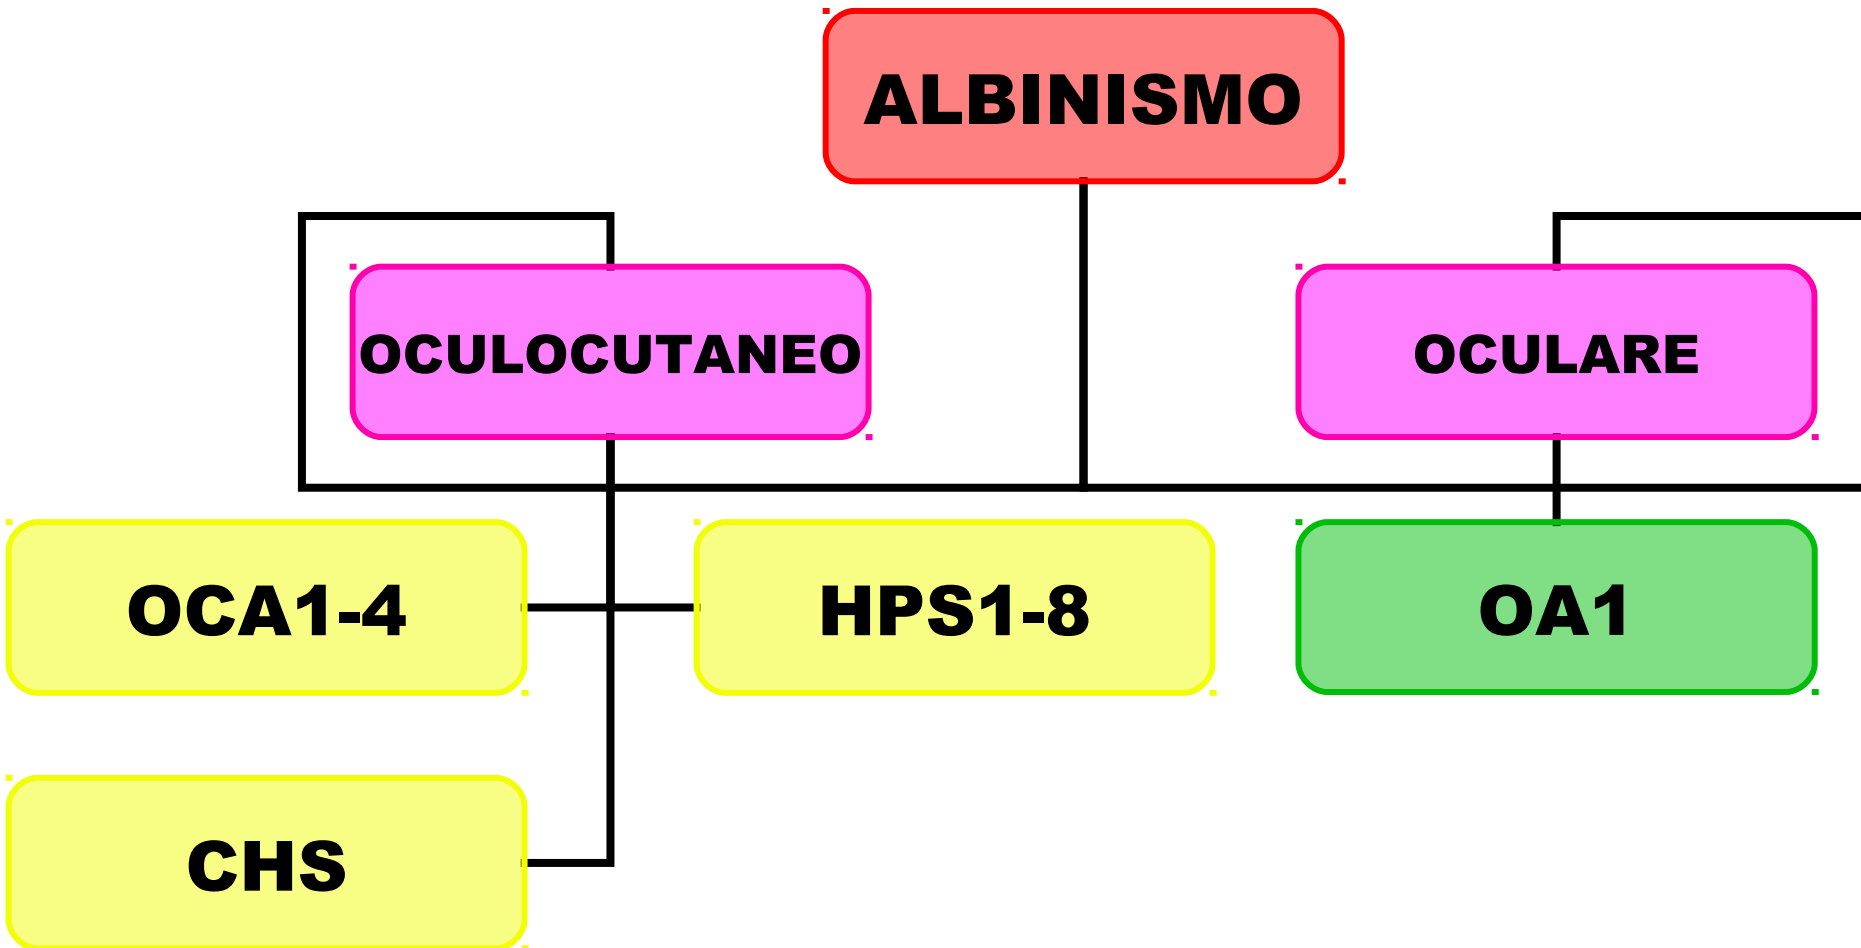 ALBINISMO
OCULOCUTANEO
OCULARE
OCA1-4
HPS1-8
OA1
CHS